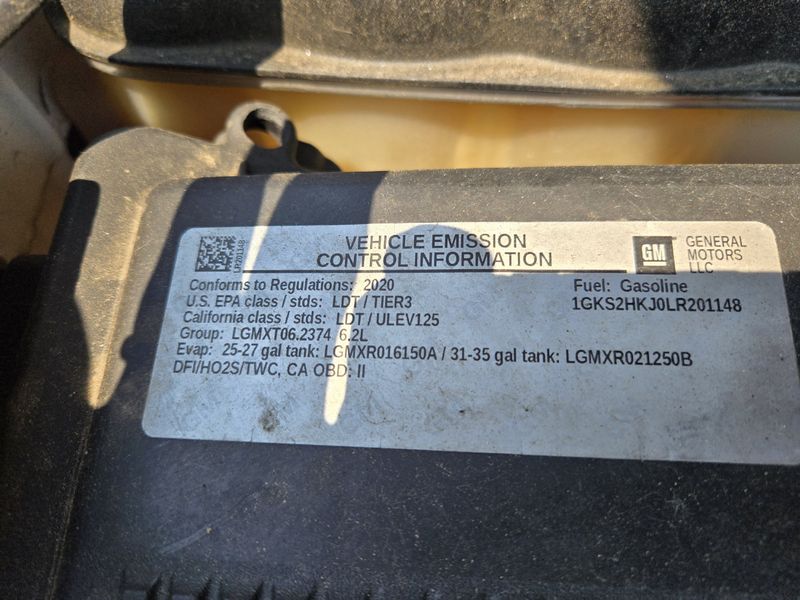 LR201148
VEHICLE EMISSION
CONTROL INFORMATION
GM
GENERAL
MOTORS
LLC
Conforms to Regulations: 2020
Fuel: Gasoline
U.S. EPA class / stds: LDT / TIER3
1GKS2HKJ0LR201148
California class / stds: LDT / ULEV125
Group: LGMXT06.2374 6.2L
Evap: 25-27 gal tank: LGMXR016150A / 31-35 gal tank: LGMXR021250B
DFI/HO2S/TWC, CA OBD: II